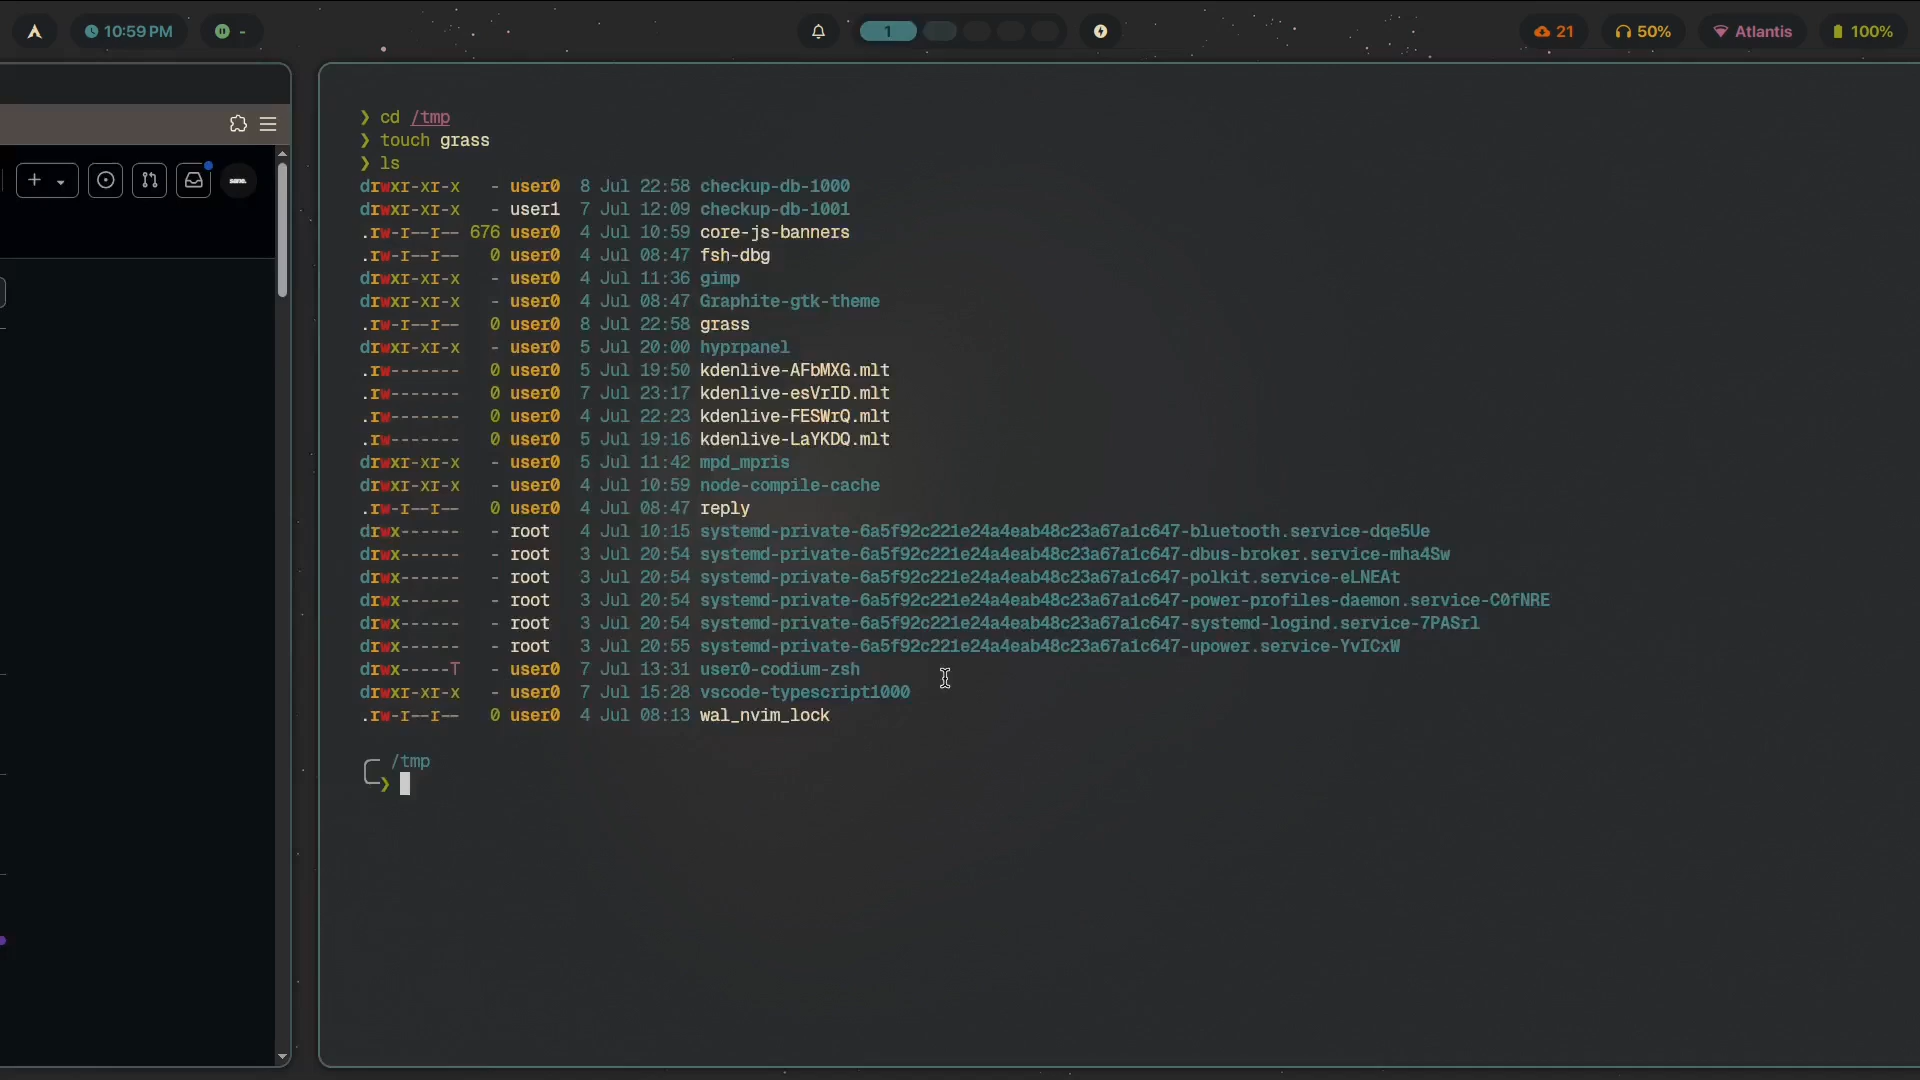 10:59 PM
-
1
21
50%
Atlantis
100%
❯ cd /tmp
❯ touch grass
❯ ls
drwxr-xr-x - user0 8 Jul 22:58 checkup-db-1000
drwxr-xr-x - user1 7 Jul 12:09 checkup-db-1001
.rw-r--r-- 676 user0 4 Jul 10:59 core-js-banners
.rw-r--r-- 0 user0 4 Jul 08:47 fsh-dbg
drwxr-xr-x - user0 4 Jul 11:36 gimp
drwxr-xr-x - user0 4 Jul 08:47 Graphite-gtk-theme
.rw-r--r-- 0 user0 8 Jul 22:58 grass
drwxr-xr-x - user0 5 Jul 20:00 hyprpanel
.rw------- 0 user0 5 Jul 19:50 kdenlive-AFbMXG.mlt
.rw------- 0 user0 7 Jul 23:17 kdenlive-esVrID.mlt
.rw------- 0 user0 4 Jul 22:23 kdenlive-FESWrQ.mlt
.rw------- 0 user0 5 Jul 19:16 kdenlive-LaYKDQ.mlt
drwxr-xr-x - user0 5 Jul 11:42 mpd_mpris
drwxr-xr-x - user0 4 Jul 10:59 node-compile-cache
.rw-r--r-- 0 user0 4 Jul 08:47 reply
drwx------ - root 4 Jul 10:15 systemd-private-6a5f92c221e24a4eab48c23a67a1c647-bluetooth.service-dqe5Ue
drwx------ - root 3 Jul 20:54 systemd-private-6a5f92c221e24a4eab48c23a67a1c647-dbus-broker.service-mha4Sw
drwx------ - root 3 Jul 20:54 systemd-private-6a5f92c221e24a4eab48c23a67a1c647-polkit.service-eLNEAt
drwx------ - root 3 Jul 20:54 systemd-private-6a5f92c221e24a4eab48c23a67a1c647-power-profiles-daemon.service-C0fNRE
drwx------ - root 3 Jul 20:54 systemd-private-6a5f92c221e24a4eab48c23a67a1c647-systemd-logind.service-7PASrl
drwx------ - root 3 Jul 20:55 systemd-private-6a5f92c221e24a4eab48c23a67a1c647-upower.service-YvICxW
drwx-----T - user0 7 Jul 13:31 user0-codium-zsh
drwxr-xr-x - user0 7 Jul 15:28 vscode-typescript1000
.rw-r--r-- 0 user0 4 Jul 08:13 wal_nvim_lock
/tmp
❯